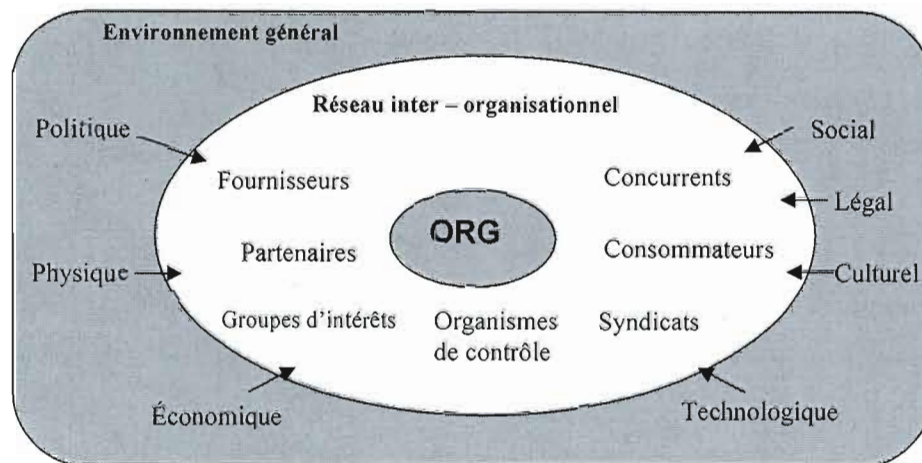 Environnement général
Réseau inter – organisationnel
Politique
Social
Fournisseurs
Concurrents
Légal
ORG
Partenaires
Consommateurs
Physique
Culturel
Groupes d'intérêts
Organismes
de contrôle
Syndicats
Économique
Technologique